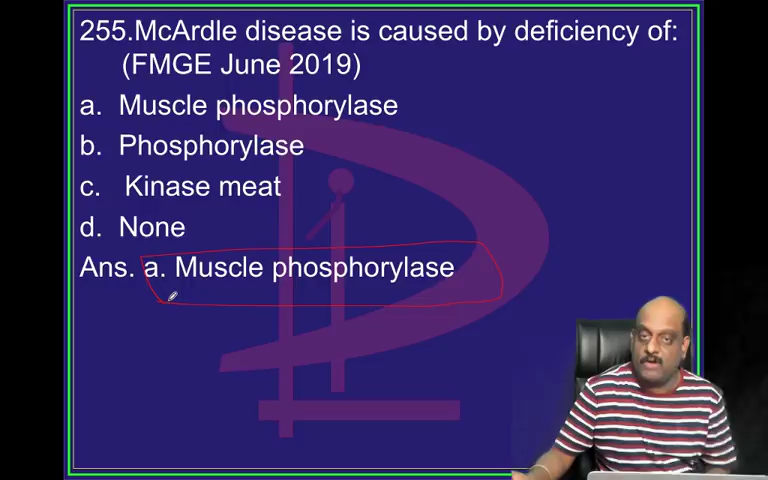 255.McArdle disease is caused by deficiency of:
(FMGE June 2019)
a. Muscle phosphorylase
b. Phosphorylase
c. Kinase meat
d. None
Ans. a. Muscle phosphorylase